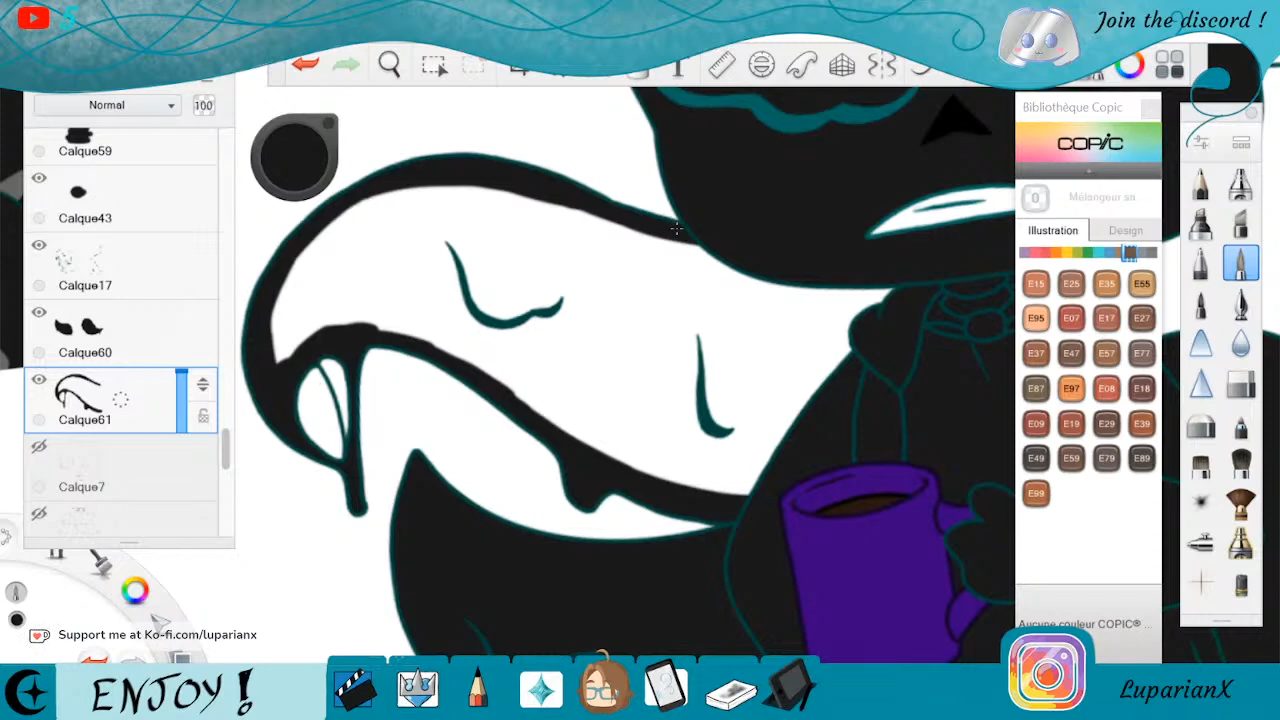 Join the discord !
Normal
100
Bibliothèque Copic
COPIC
Calque59
0
Mélangeur sa...
Calque43
Illustration
Design
Calque17
E15
E25
E35
E55
E95
E07
E17
E27
Calque60
E37
E47
E57
E77
E87
E97
E08
E18
Calque61
E09
E19
E29
E39
E49
E59
E79
E89
Calque7
E99
Aucune couleur COPIC® ...
Support me at Ko-fi.com/luparianx
ENJOY !
LuparianX